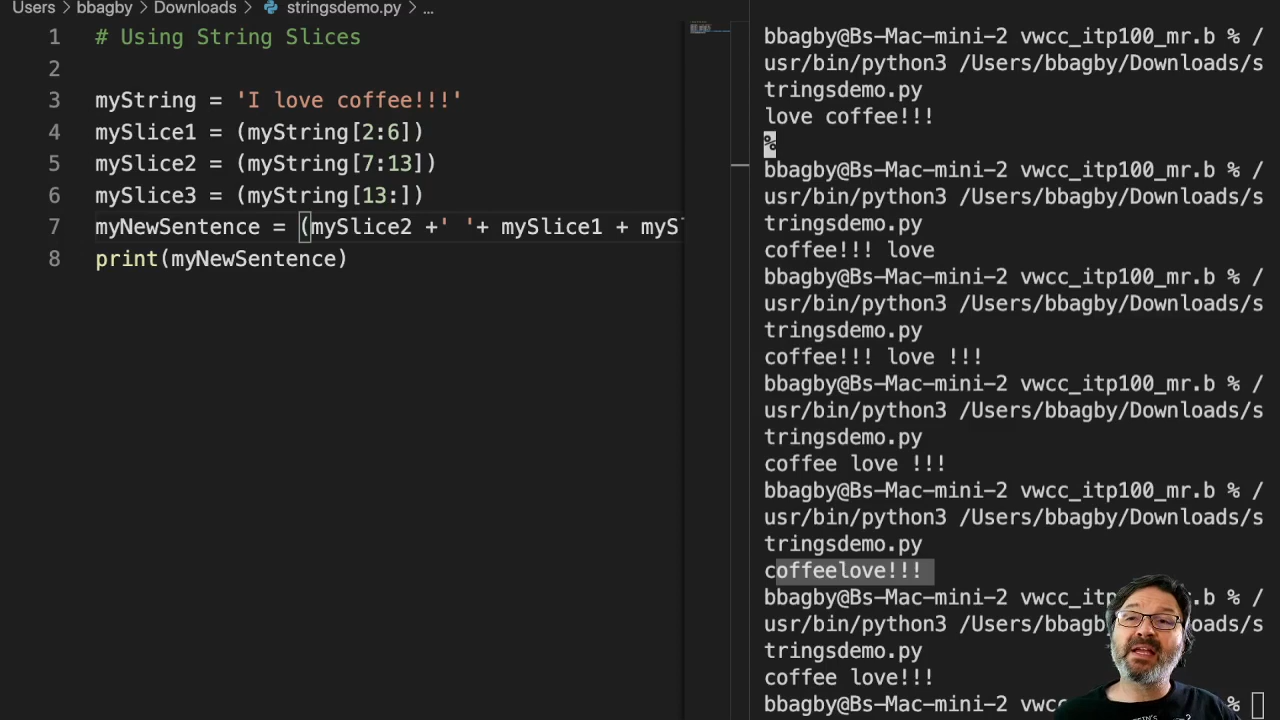 Users > bbagby > Downloads > stringsdemo.py > ...
1 # Using String Slices
2
3 myString = 'I love coffee!!!'
4 mySlice1 = (myString[2:6])
5 mySlice2 = (myString[7:13])
6 mySlice3 = (myString[13:])
7 myNewSentence = (mySlice2 +' '+ mySlice1 + myS
8 print(myNewSentence)
bbagby@Bs-Mac-mini-2 vwcc_itp100_mr.b % /
usr/bin/python3 /Users/bbagby/Downloads/s
tringsdemo.py
love coffee!!!
%
bbagby@Bs-Mac-mini-2 vwcc_itp100_mr.b % /
usr/bin/python3 /Users/bbagby/Downloads/s
tringsdemo.py
coffee!!! love
bbagby@Bs-Mac-mini-2 vwcc_itp100_mr.b % /
usr/bin/python3 /Users/bbagby/Downloads/s
tringsdemo.py
coffee!!! love !!!
bbagby@Bs-Mac-mini-2 vwcc_itp100_mr.b % /
usr/bin/python3 /Users/bbagby/Downloads/s
tringsdemo.py
coffee love !!!
bbagby@Bs-Mac-mini-2 vwcc_itp100_mr.b % /
usr/bin/python3 /Users/bbagby/Downloads/s
tringsdemo.py
coffeelove!!!
bbagby@Bs-Mac-mini-2 vwcc_itp .b % /
usr/bin/python3 /Users/bbagb oads/s
tringsdemo.py
coffee love!!!
bbagby@Bs-Mac-mini-2 vwcc_ %